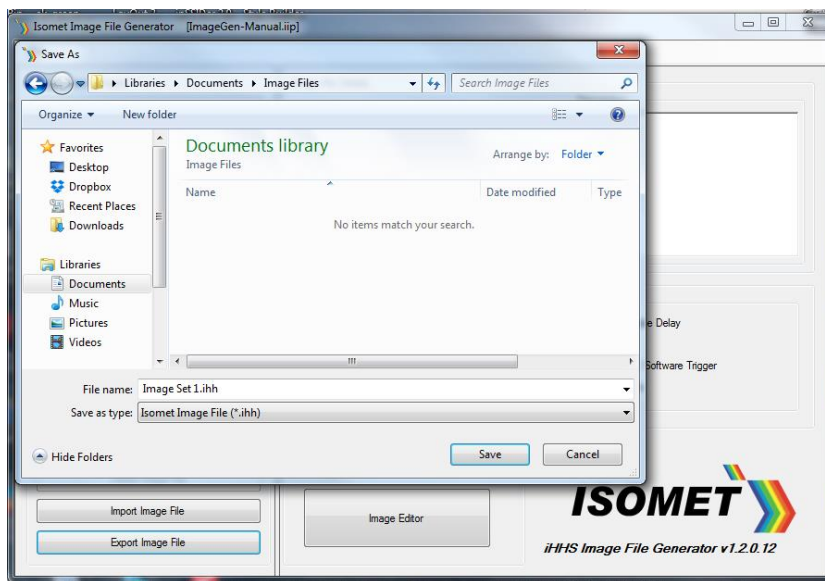 Isomet Image File Generator [ImageGen-Manual.iip]
Save As
Libraries Documents Image Files
Search Image Files
Organize New folder
Favorites
Desktop
Dropbox
Recent Places
Downloads
Libraries
Documents
Music
Pictures
Videos
Documents library
Image Files
Arrange by: Folder
Name Date modified Type
No items match your search.
e Delay
Software Trigger
File name: Image Set 1.ihh
Save as type: Isomet Image File (*.ihh)
Hide Folders
Save Cancel
Import Image File
Export Image File
Image Editor
ISOMET
iHHS Image File Generator v1.2.0.12